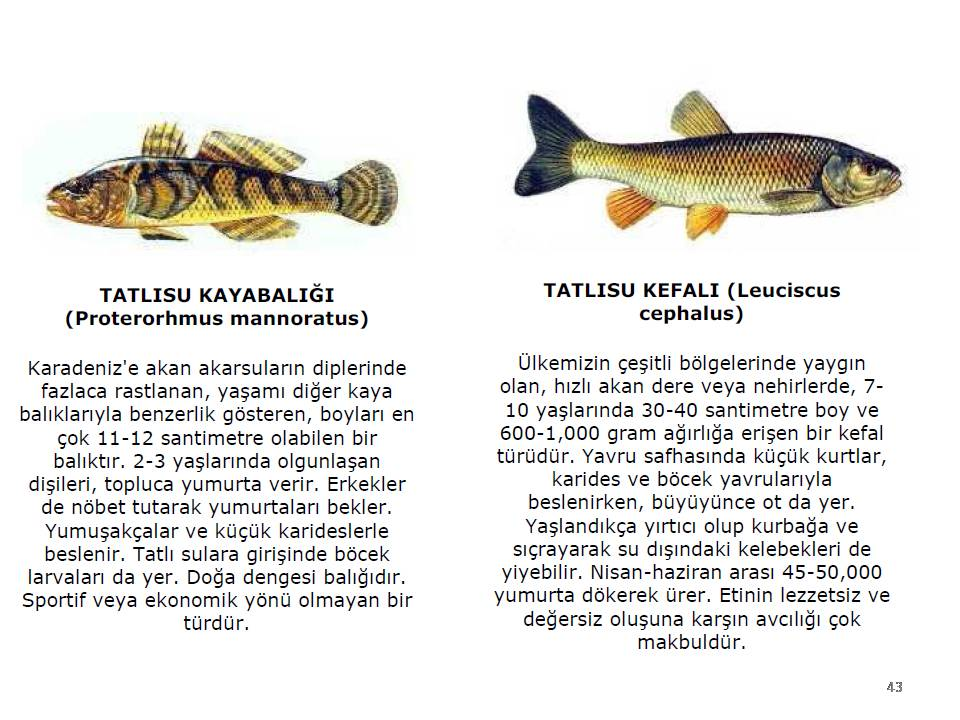 TATLISU KAYABALIĞI
(Proterorhmus mannoratus)
Karadeniz'e akan akarsuların diplerinde
fazlaca rastlanan, yaşamı diğer kaya
balıklarıyla benzerlik gösteren, boyları en
çok 11-12 santimetre olabilen bir
balıktır. 2-3 yaşlarında olgunlaşan
dişileri, topluca yumurta verir. Erkekler
de nöbet tutarak yumurtaları bekler.
Yumuşakçalar ve küçük karideslerle
beslenir. Tatlı sulara girişinde böcek
larvaları da yer. Doğa dengesi balığıdır.
Sportif veya ekonomik yönü olmayan bir
türdür.
TATLISU KEFALI (Leuciscus
cephalus)
Ülkemizin çeşitli bölgelerinde yaygın
olan, hızlı akan dere veya nehirlerde, 7-
10 yaşlarında 30-40 santimetre boy ve
600-1,000 gram ağırlığa erişen bir kefal
türüdür. Yavru safhasında küçük kurtlar,
karides ve böcek yavrularıyla
beslenirken, büyüyünce ot da yer.
Yaşlandıkça yırtıcı olup kurbağa ve
sıçrayarak su dışındaki kelebekleri de
yiyebilir. Nisan-haziran arası 45-50,000
yumurta dökerek ürer. Etinin lezzetsiz ve
değersiz oluşuna karşın avcılığı çok
makbuldür.
43